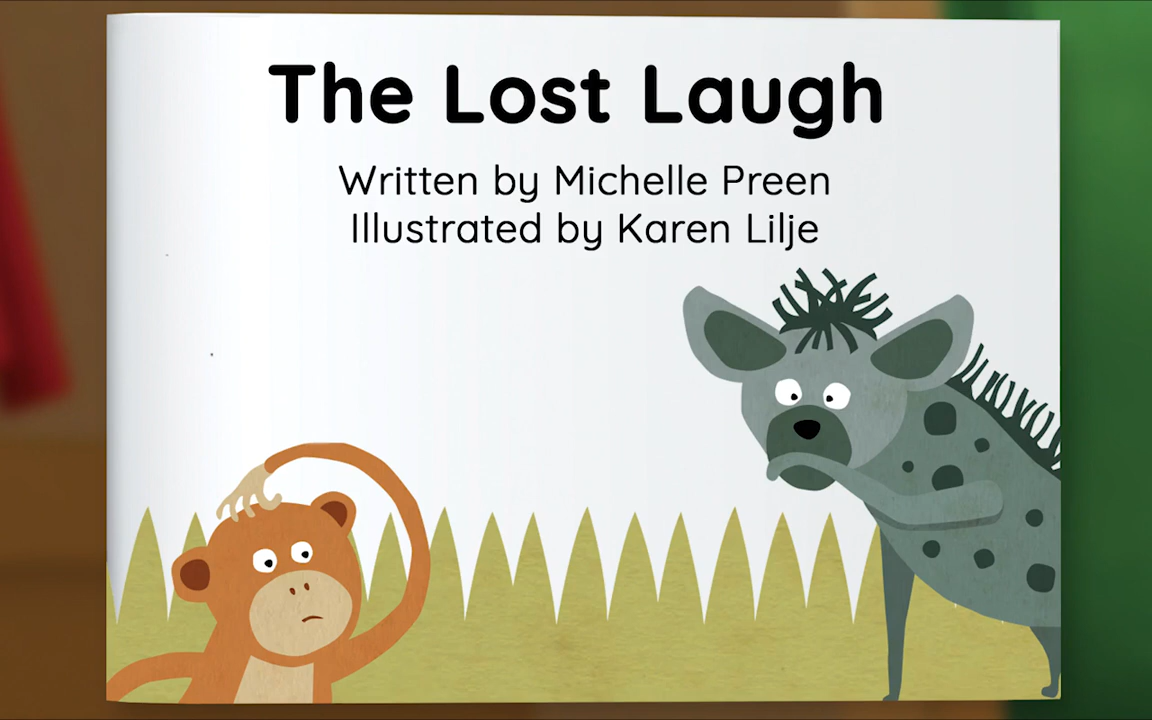 The Lost Laugh
Written by Michelle Preen
Illustrated by Karen Lilje